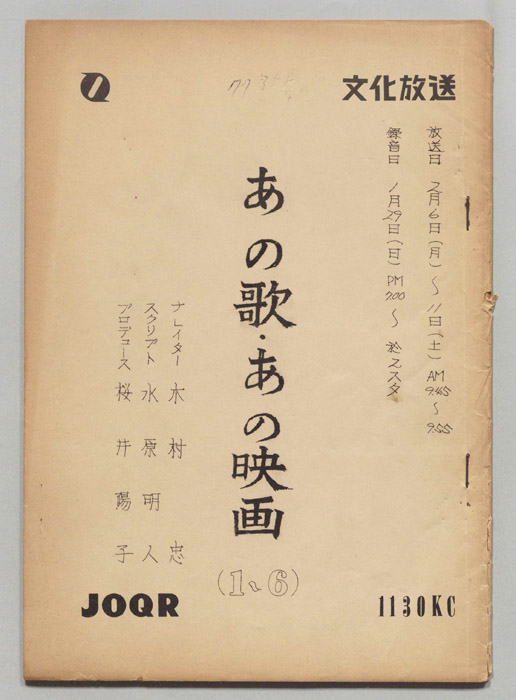 文化放送
放送日 2月6日(月)〜11日(土) AM 9:45〜9:55
録音日 1月29日(日) PM 7:00〜 於スタ
あの歌・あの映画
(1〜6)
ナレイター 木村 忠
スクリプト 水原明人
プロデュース 桜井陽子
JOQR
1130KC